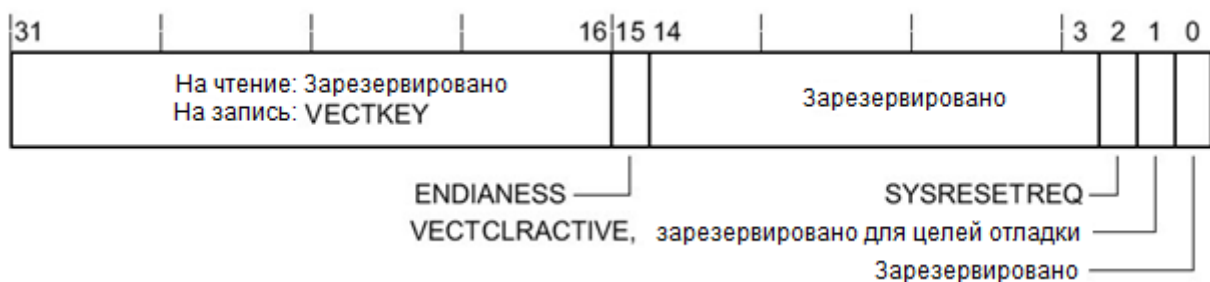 31 16 15 14 3 2 1 0
На чтение: Зарезервировано
На запись: VECTKEY
Зарезервировано
ENDIANESS
SYSRESETREQ
VECTCLRACTIVE, зарезервировано для целей отладки
Зарезервировано